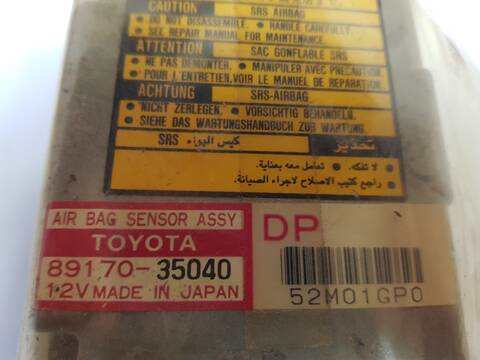 CAUTION SRS AIRBAG
• DO NOT DISASSEMBLE. • HANDLE CAREFULLY.
• SEE REPAIR MANUAL FOR MAINTENANCE.
ATTENTION SAC GONFLABLE SRS
• NE PAS DEMONTER. • MANIPULER AVEC PRECAUTION.
• POUR L'ENTRETIEN, VOIR LE MANUEL DE REPARATION.
ACHTUNG SRS-AIRBAG
• NICHT ZERLEGEN. • VORSICHTIG BEHANDELN.
• SIEHE DAS WARTUNGSHANDBUCH ZUR WARTUNG.
تحذير كيس الهواء SRS
• لا تفكه. • تعامل معه بعناية.
• راجع كتيب الاصلاح لاجراء الصيانة.
AIR BAG SENSOR ASSY
TOYOTA
89170-35040
12V MADE IN JAPAN
DP
52M01GP0